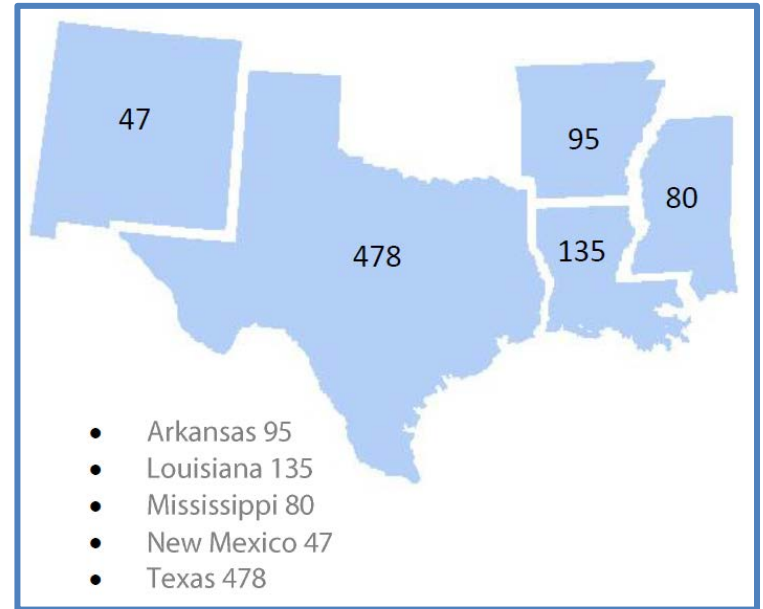 47
95
80
478
135
• Arkansas 95
• Louisiana 135
• Mississippi 80
• New Mexico 47
• Texas 478